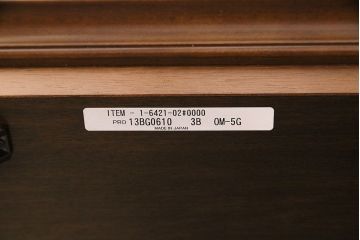 ITEM - 1-6421-02#0000
PRO 13BG0610 3B OM-5G
MADE IN JAPAN